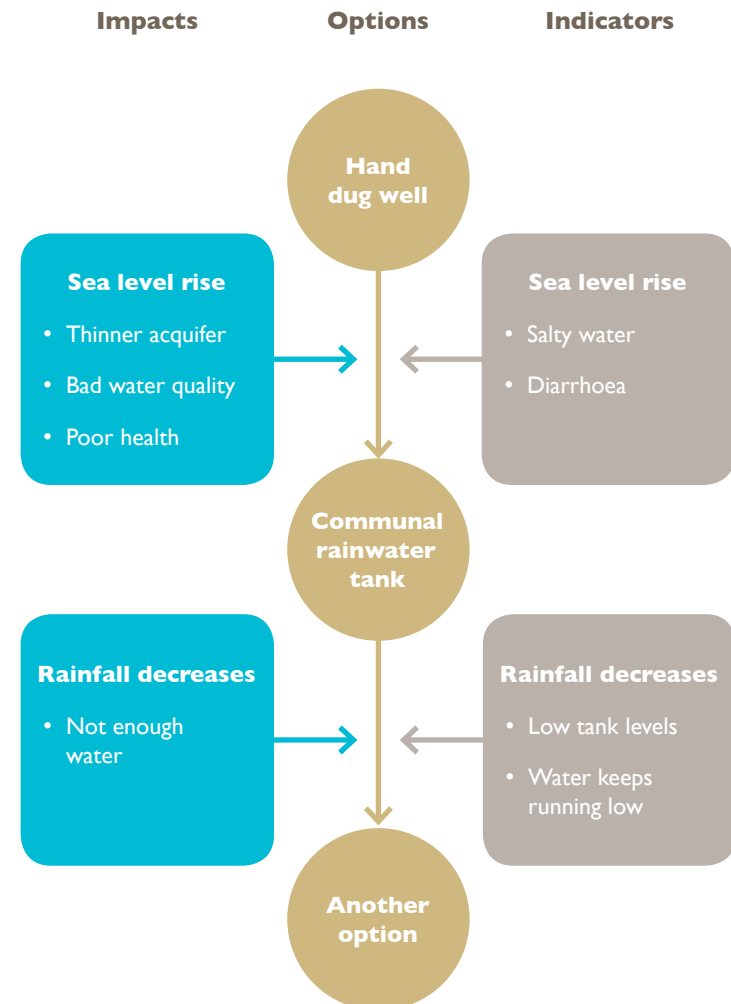 Impacts
Options
Indicators
Hand
dug well
Sea level rise
• Thinner acquifer
• Bad water quality
• Poor health
Sea level rise
• Salty water
• Diarrhoea
Communal
rainwater
tank
Rainfall decreases
• Not enough
water
Rainfall decreases
• Low tank levels
• Water keeps
running low
Another
option